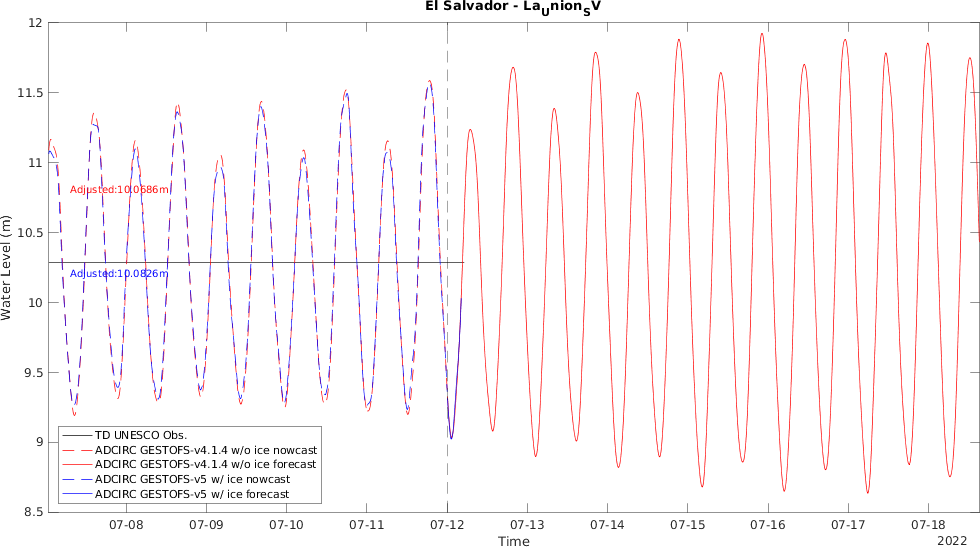 El Salvador - LaUnionSV
12
11.5
11
10.5
10
9.5
9
8.5
Water Level (m)
Adjusted:10.0686m
Adjusted:10.0826m
TD UNESCO Obs.
ADCIRC GESTOFS-v4.1.4 w/o ice nowcast
ADCIRC GESTOFS-v4.1.4 w/o ice forecast
ADCIRC GESTOFS-v5 w/ ice nowcast
ADCIRC GESTOFS-v5 w/ ice forecast
07-08 07-09 07-10 07-11 07-12 07-13 07-14 07-15 07-16 07-17 07-18
Time
2022